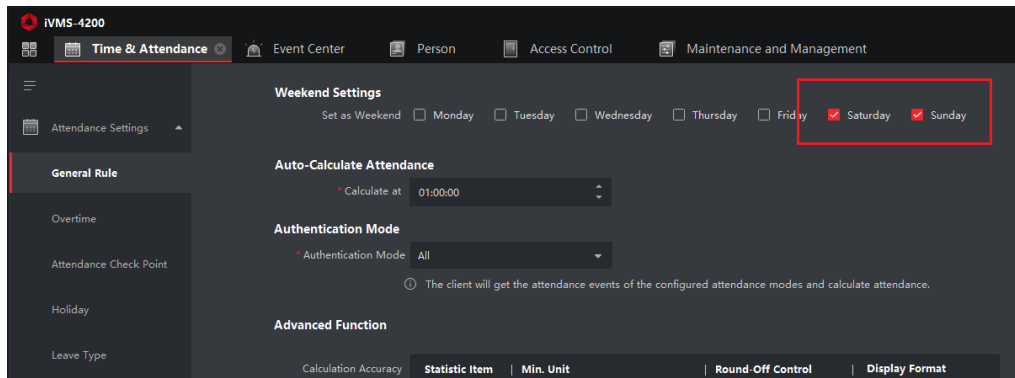 iVMS-4200
Time & Attendance Event Center Person Access Control Maintenance and Management
Weekend Settings
Set as Weekend Monday Tuesday Wednesday Thursday Friday Saturday Sunday
Attendance Settings
Auto-Calculate Attendance
General Rule
* Calculate at 01:00:00
Overtime
Authentication Mode
* Authentication Mode All
Attendance Check Point
The client will get the attendance events of the configured attendance modes and calculate attendance.
Holiday
Advanced Function
Leave Type
Calculation Accuracy Statistic Item | Min. Unit | Round-Off Control | Display Format